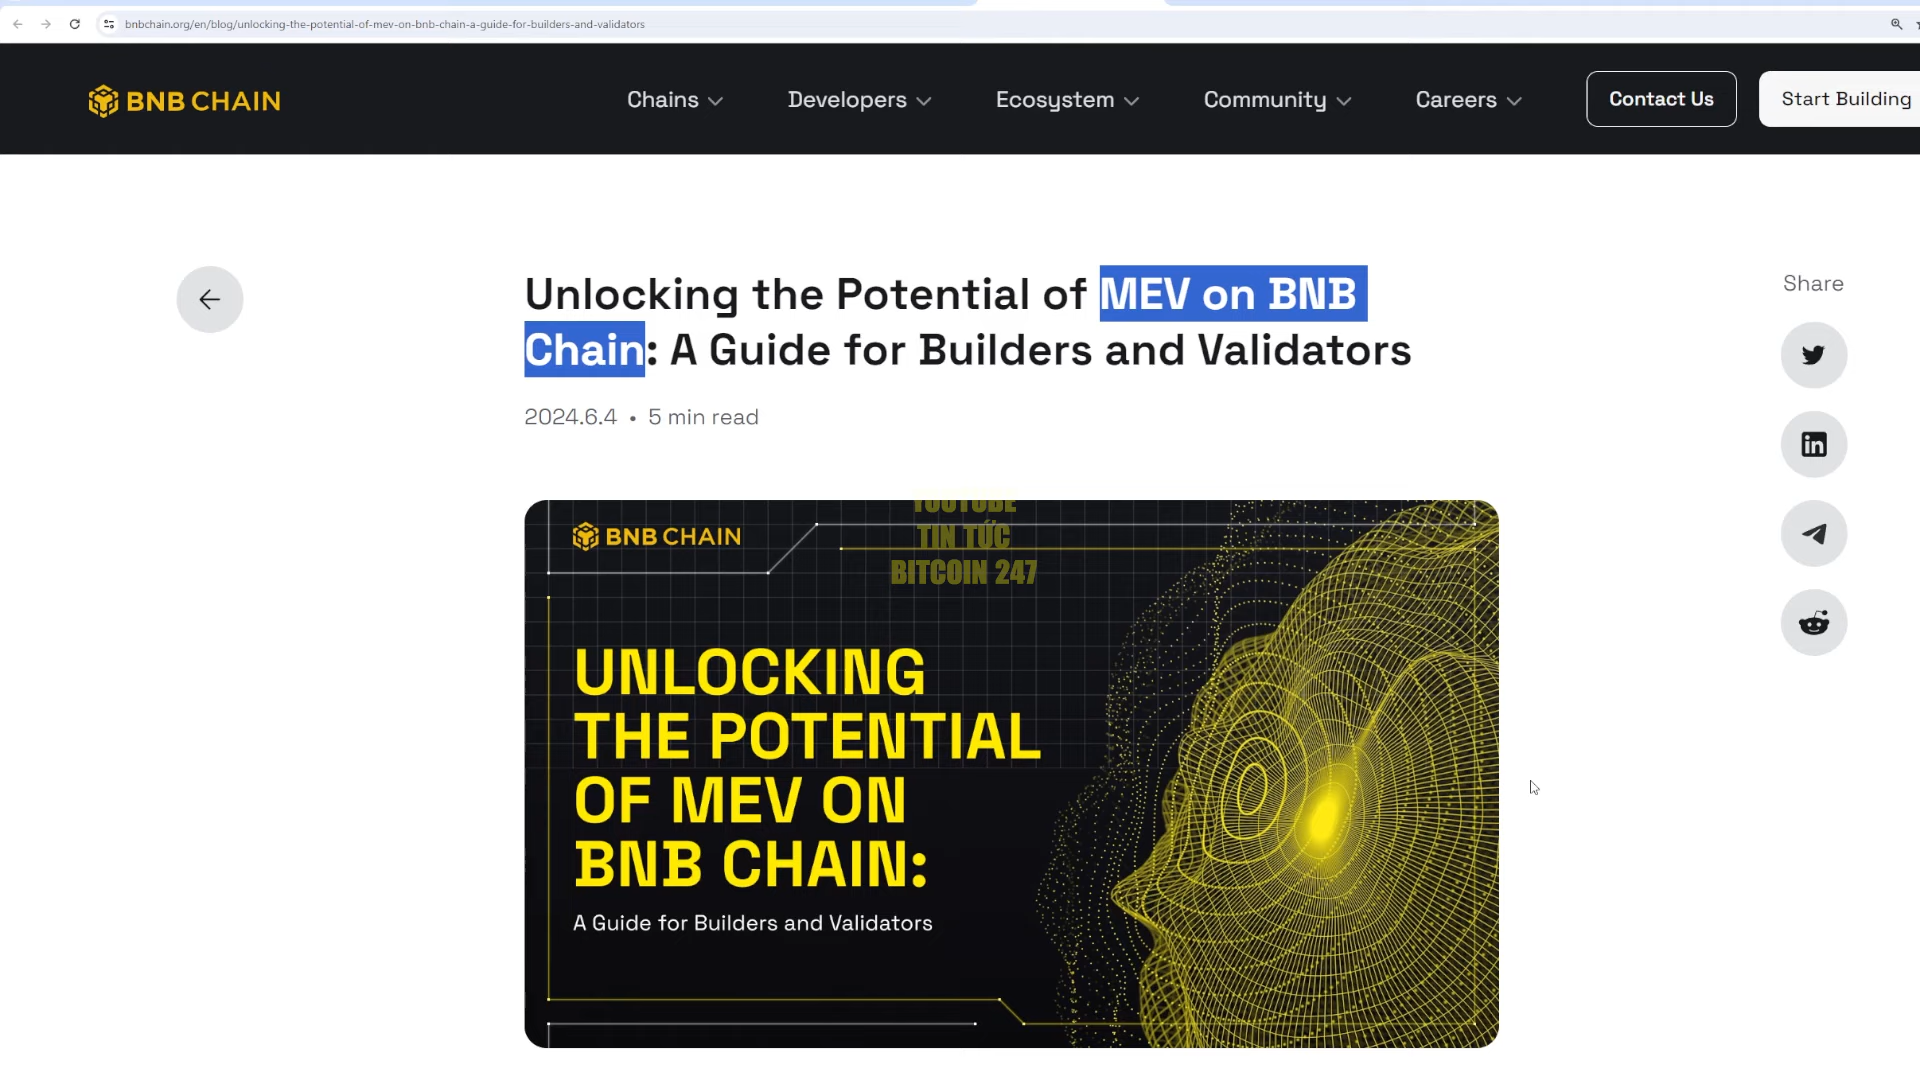 bnbchain.org/en/blog/unlocking-the-potential-of-mev-on-bnb-chain-a-guide-for-builders-and-validators
BNB CHAIN
Chains
Developers
Ecosystem
Community
Careers
Contact Us
Start Building
Unlocking the Potential of MEV on BNB
Chain: A Guide for Builders and Validators
2024.6.4 • 5 min read
Share
BNB CHAIN
YOUTUBE
TIN TỨC
BITCOIN 247
UNLOCKING
THE POTENTIAL
OF MEV ON
BNB CHAIN:
A Guide for Builders and Validators